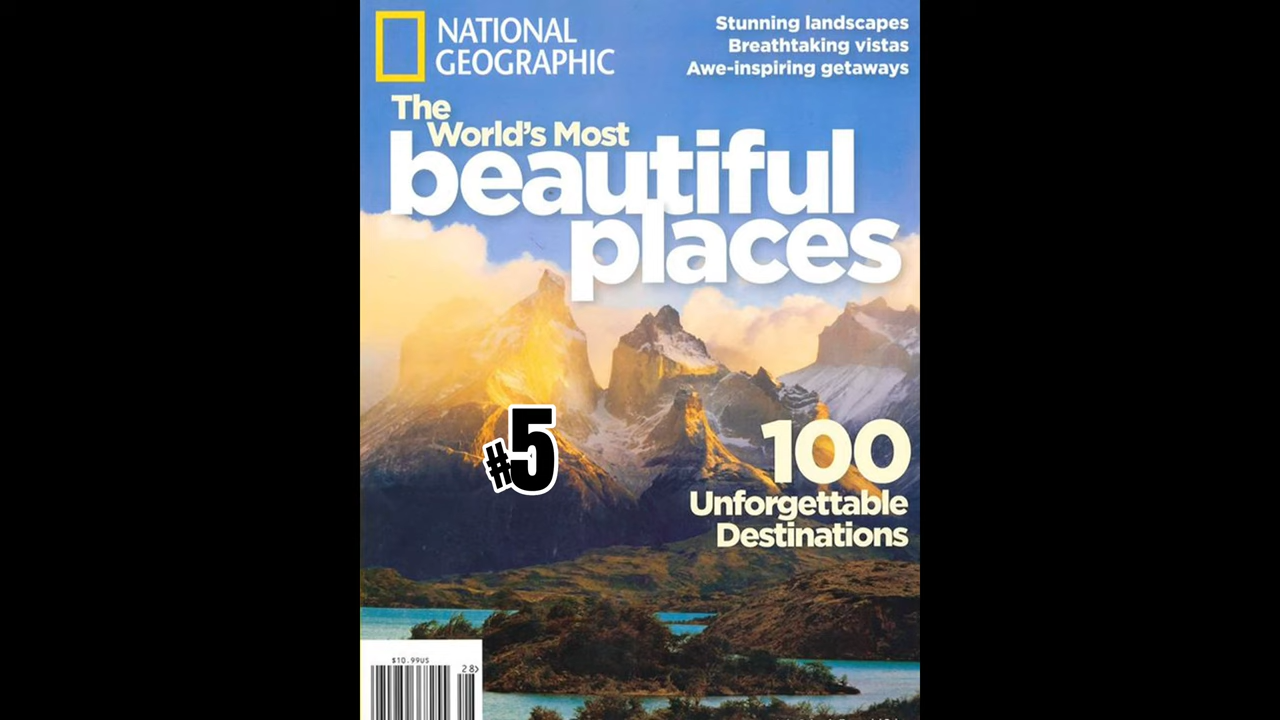 NATIONAL
GEOGRAPHIC
Stunning landscapes
Breathtaking vistas
Awe-inspiring getaways
The
World's Most
beautiful
places
#5
100
Unforgettable
Destinations
$10.99US
28>